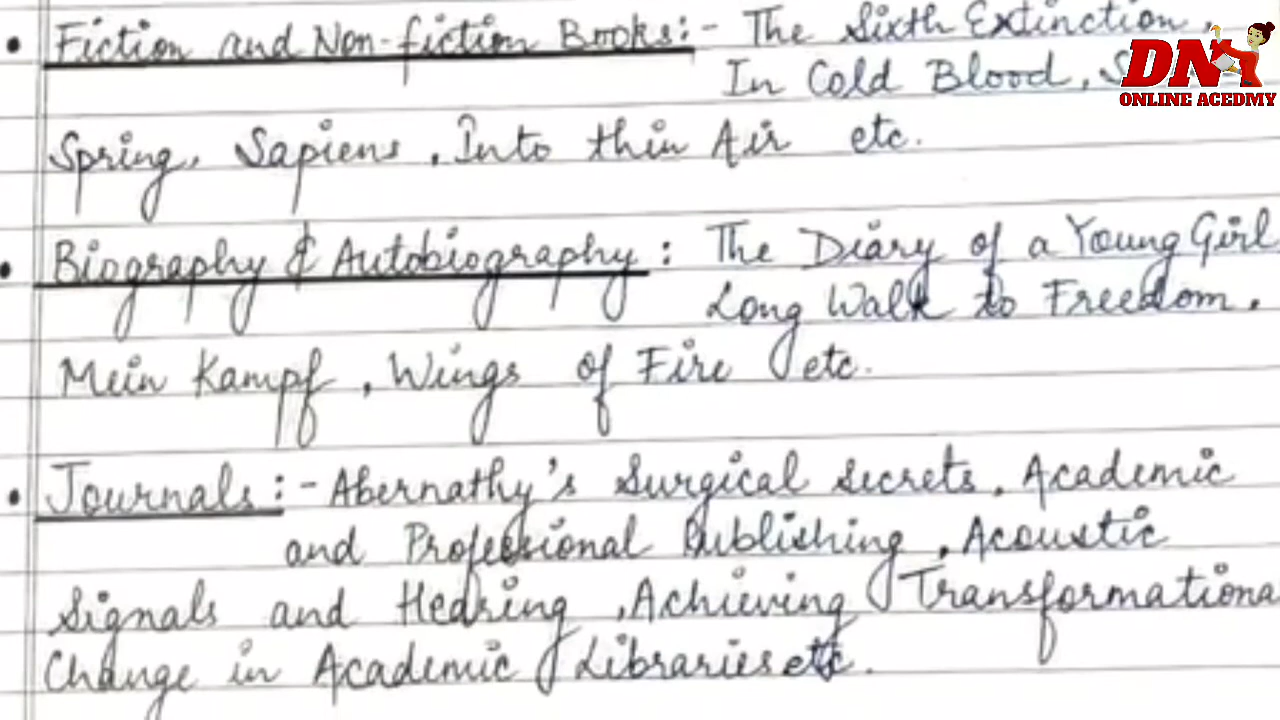 • Fiction and Non-fiction Books:- The Sixth Extinction,
In Cold Blood,
DN
ONLINE ACEDMY
Spring, Sapiens, Into thin Air etc.
• Biography & Autobiography : The Diary of a Young Girl
Long Walk to Freedom,
Mein Kampf, Wings of Fire etc.
• Journals:- Abernathy's Surgical Secrets, Academic
and Professional Publishing, Acoustic
Signals and Hearing, Achieving Transformationa
Change in Academic Libraries etc.